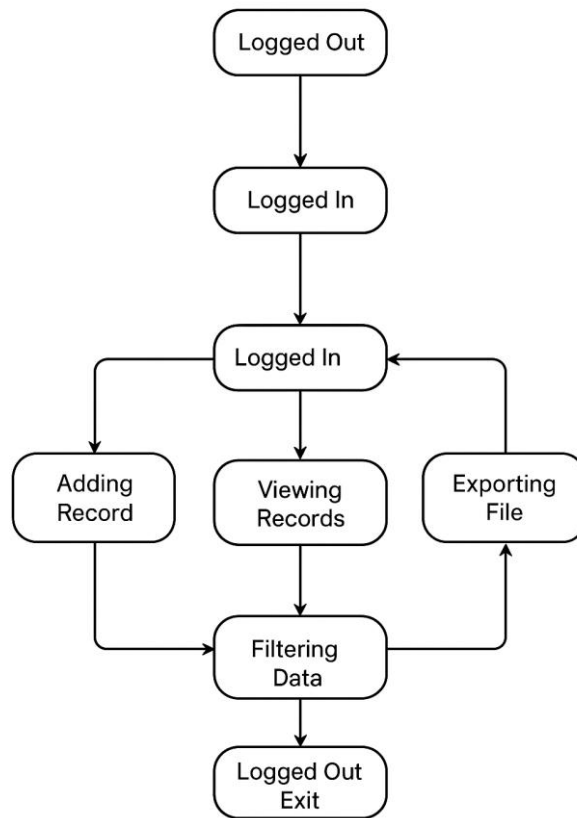 Logged Out
Logged In
Logged In
Adding
Record
Viewing
Records
Exporting
File
Filtering
Data
Logged Out
Exit